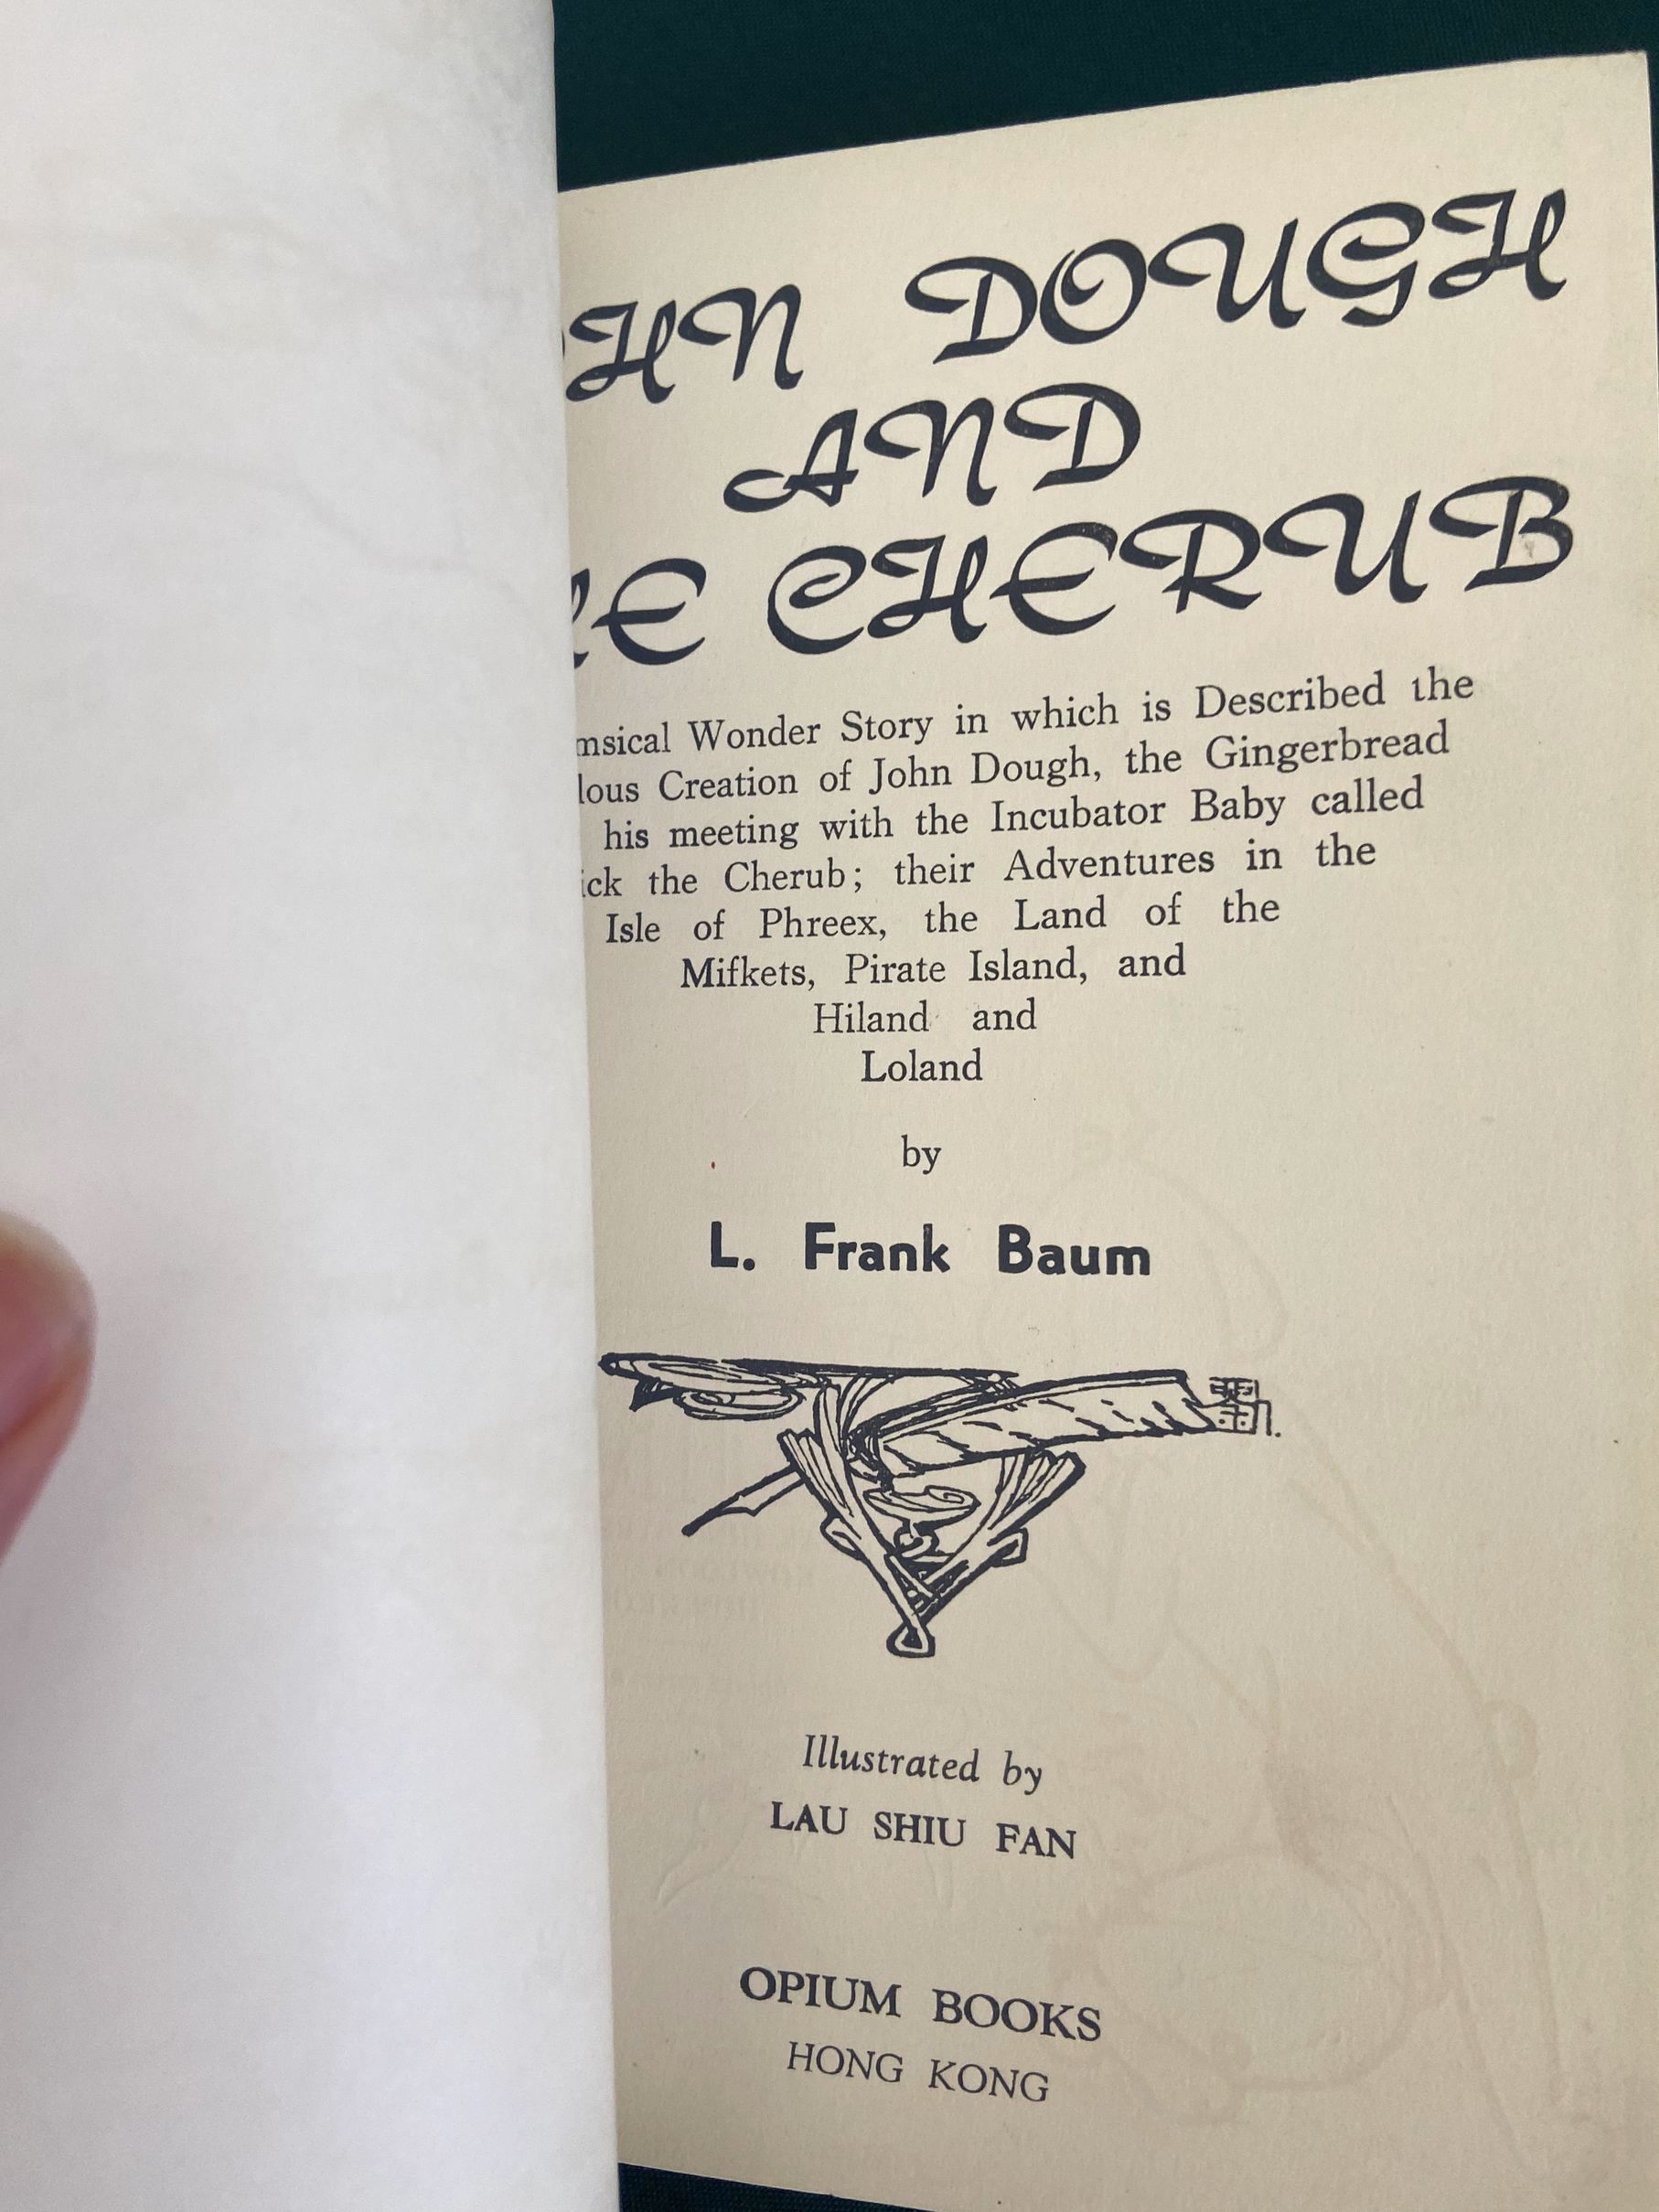 HN DOUGH
AND
E CHERUB
msical Wonder Story in which is Described the
lous Creation of John Dough, the Gingerbread
his meeting with the Incubator Baby called
ick the Cherub; their Adventures in the
Isle of Phreex, the Land of the
Mifkets, Pirate Island, and
Hiland and
Loland
by
L. Frank Baum
Illustrated by
LAU SHIU FAN
OPIUM BOOKS
HONG KONG